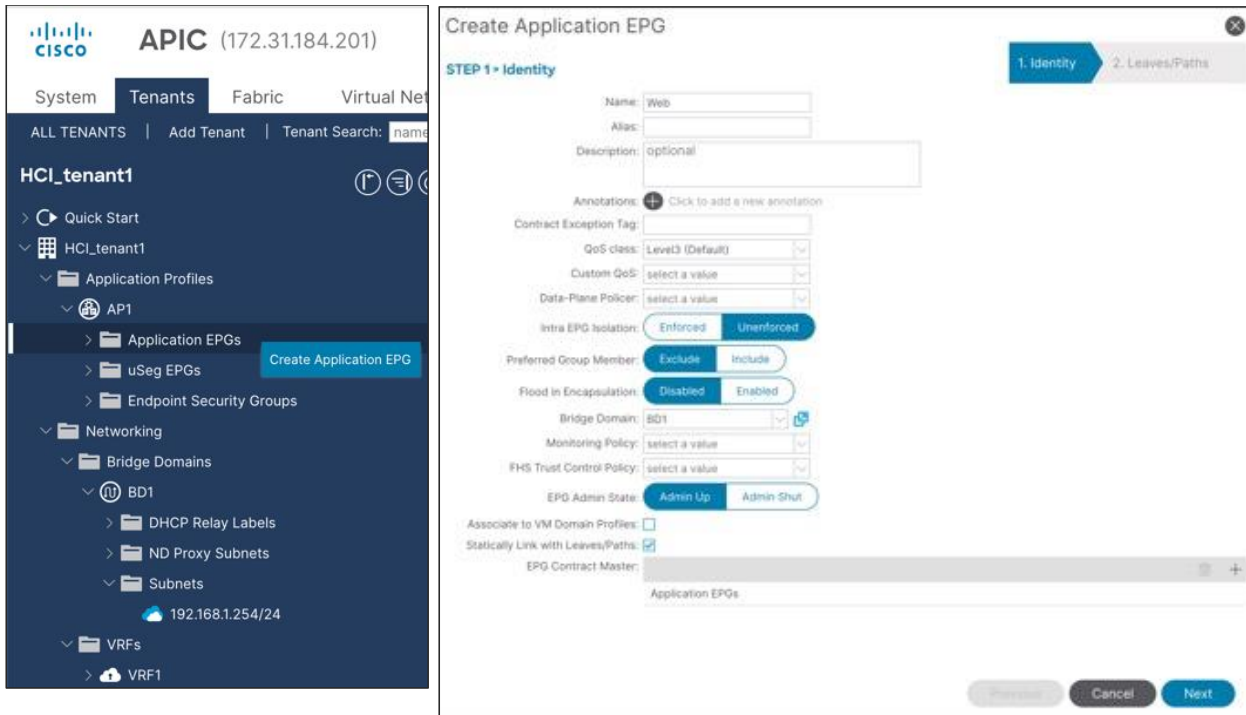 CISCO
APIC (172.31.184.201)
System Tenants Fabric Virtual Net
ALL TENANTS | Add Tenant | Tenant Search: name
HCI_tenant1
Quick Start
HCI_tenant1
Application Profiles
AP1
Application EPGs
Create Application EPG
uSeg EPGs
Endpoint Security Groups
Networking
Bridge Domains
BD1
DHCP Relay Labels
ND Proxy Subnets
Subnets
192.168.1.254/24
VRFs
VRF1
Create Application EPG
STEP 1 > Identity
1. Identity 2. Leaves/Paths
Name: Web
Alias:
Description: optional
Annotations: Click to add a new annotation
Contract Exception Tag:
QoS class: Level3 (Default)
Custom QoS: select a value
Data-Plane Policer: select a value
Intra EPG Isolation: Enforced Unenforced
Preferred Group Member: Exclude Include
Flood in Encapsulation: Disabled Enabled
Bridge Domain: BD1
Monitoring Policy: select a value
FHS Trust Control Policy: select a value
EPG Admin State: Admin Up Admin Shut
Associate to VM Domain Profiles:
Statically Link with Leaves/Paths:
EPG Contract Master:
Application EPGs
Previous Cancel Next